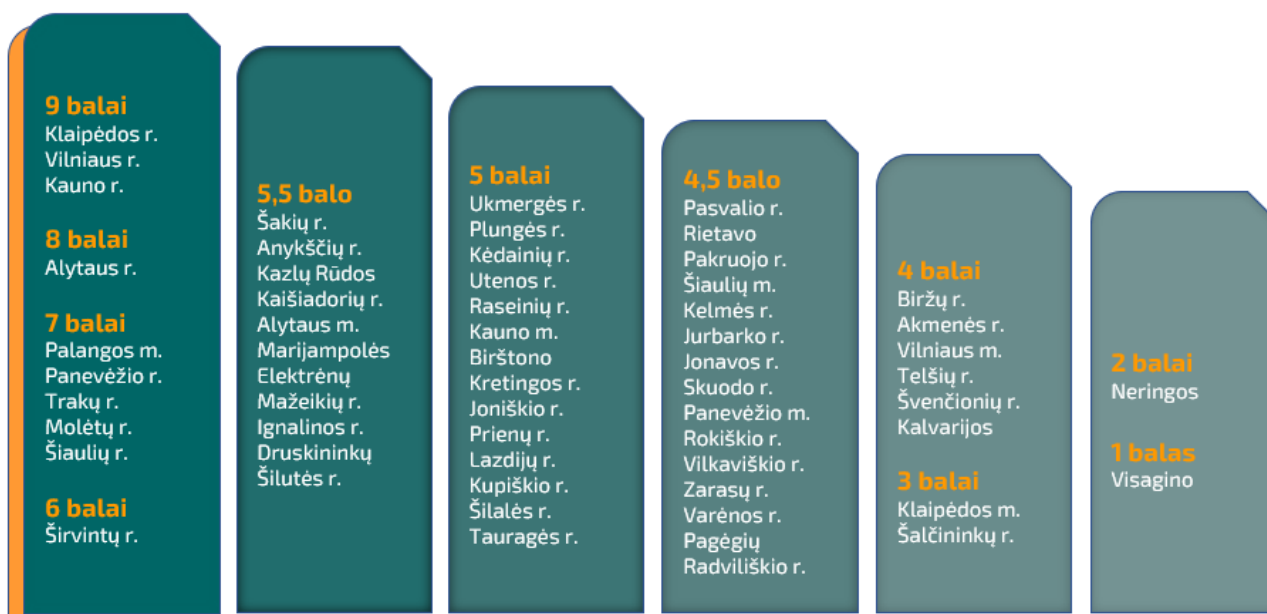 9 balai
Klaipėdos r.
Vilniaus r.
Kauno r.
8 balai
Alytaus r.
7 balai
Palangos m.
Panevėžio r.
Trakų r.
Molėtų r.
Šiaulių r.
6 balai
Širvintų r.
5,5 balo
Šakių r.
Anykščių r.
Kazlų Rūdos
Kaišiadorių r.
Alytaus m.
Marijampolės
Elektrėnų
Mažeikių r.
Ignalinos r.
Druskininkų
Šilutės r.
5 balai
Ukmergės r.
Plungės r.
Kėdainių r.
Utenos r.
Raseinių r.
Kauno m.
Birštono
Kretingos r.
Joniškio r.
Prienų r.
Lazdijų r.
Kupiškio r.
Šilalės r.
Tauragės r.
4,5 balo
Pasvalio r.
Rietavo
Pakruojo r.
Šiaulių m.
Kelmės r.
Jurbarko r.
Jonavos r.
Skuodo r.
Panevėžio m.
Rokiškio r.
Vilkaviškio r.
Zarasų r.
Varėnos r.
Pagėgių
Radviliškio r.
4 balai
Biržų r.
Akmenės r.
Vilniaus m.
Telšių r.
Švenčionių r.
Kalvarijos
3 balai
Klaipėdos m.
Šalčininkų r.
2 balai
Neringos
1 balas
Visagino